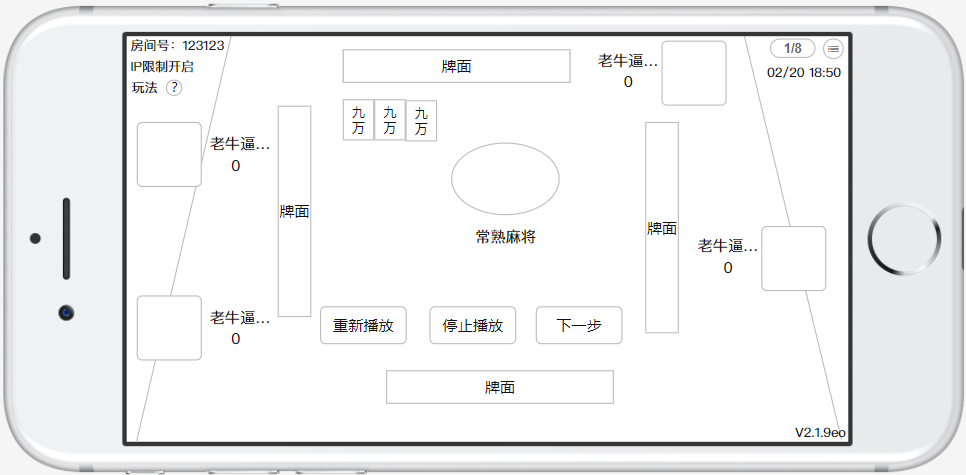 房间号：123123
IP限制开启
玩法 ?
牌面
老牛逼...
0
1/8
02/20 18:50
九万
九万
九万
老牛逼...
0
牌面
常熟麻将
牌面
老牛逼...
0
老牛逼...
0
重新播放
停止播放
下一步
牌面
V2.1.9eo